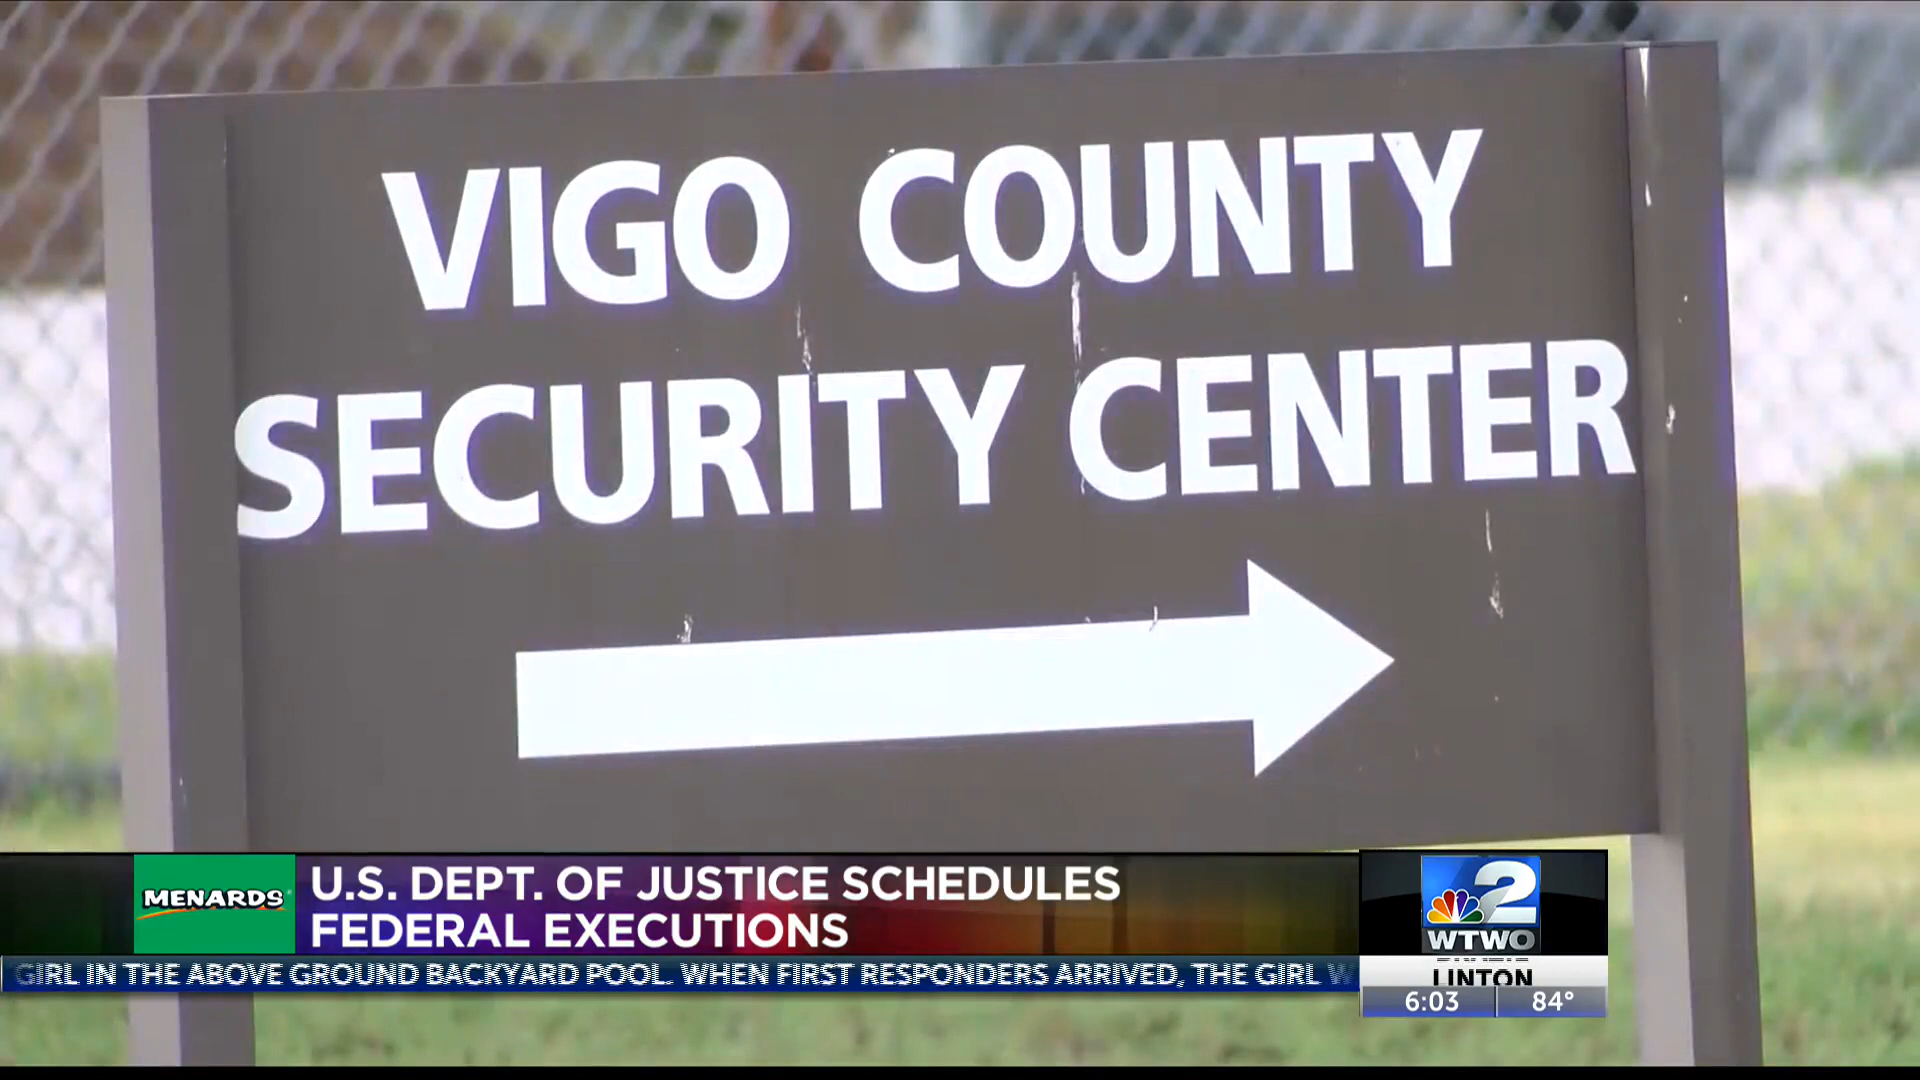 VIGO COUNTY
SECURITY CENTER
MENARDS
U.S. DEPT. OF JUSTICE SCHEDULES
FEDERAL EXECUTIONS
2
WTWO
GIRL IN THE ABOVE GROUND BACKYARD POOL. WHEN FIRST RESPONDERS ARRIVED, THE GIRL
LINTON
6:03 84°